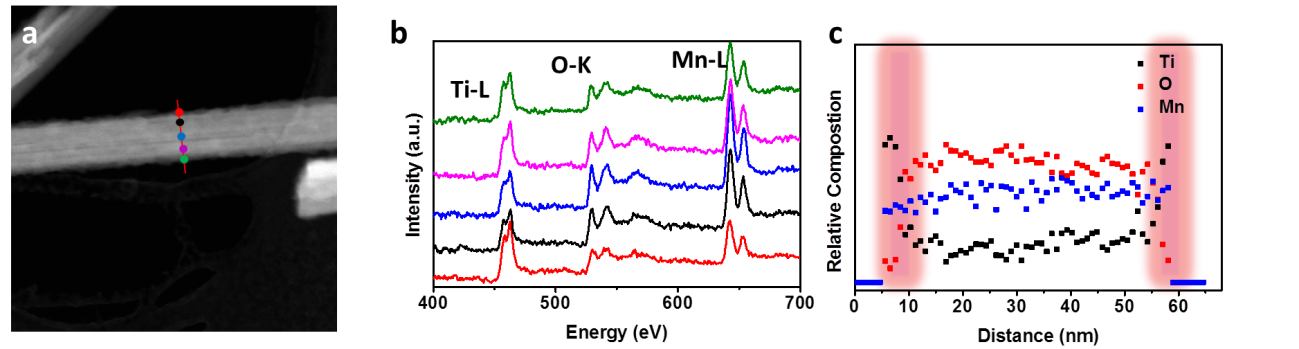 a
b
Ti-L
O-K
Mn-L
Intensity (a.u.)
400
500
600
700
Energy (eV)
c
Ti
O
Mn
Relative Compostion
0
10
20
30
40
50
60
Distance (nm)